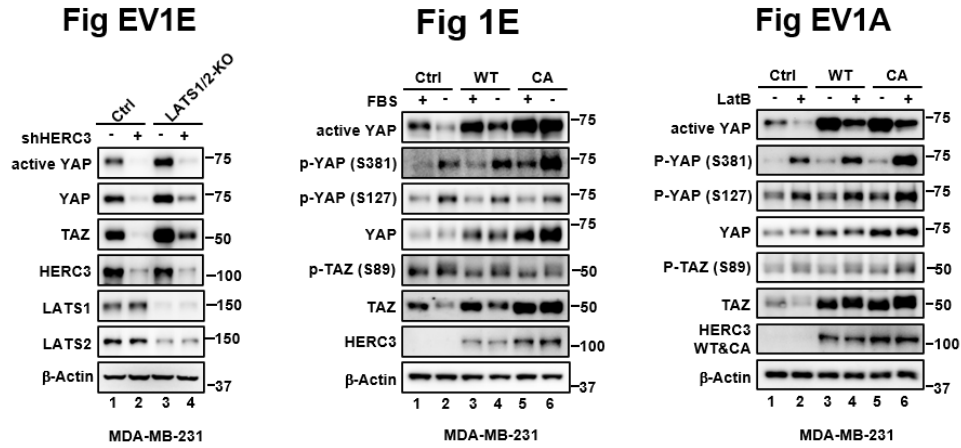 Fig EV1E
Ctrl LATS1/2-KO
shHERC3 - + - +
active YAP –75
YAP –75
TAZ –50
HERC3 –100
LATS1 –150
LATS2 –150
β-Actin –37
1 2 3 4
MDA-MB-231
Fig 1E
Ctrl WT CA
FBS + - + - + -
active YAP –75
p-YAP (S381) –75
p-YAP (S127) –75
YAP –75
p-TAZ (S89) –50
TAZ –50
HERC3 –100
β-Actin –37
1 2 3 4 5 6
MDA-MB-231
Fig EV1A
Ctrl WT CA
LatB - + - + - +
active YAP –75
P-YAP (S381) –75
P-YAP (S127) –75
YAP –75
P-TAZ (S89) –50
TAZ –50
HERC3
WT&CA –100
β-Actin –37
1 2 3 4 5 6
MDA-MB-231